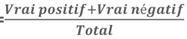 = Vrai positif+Vrai négatif
Total